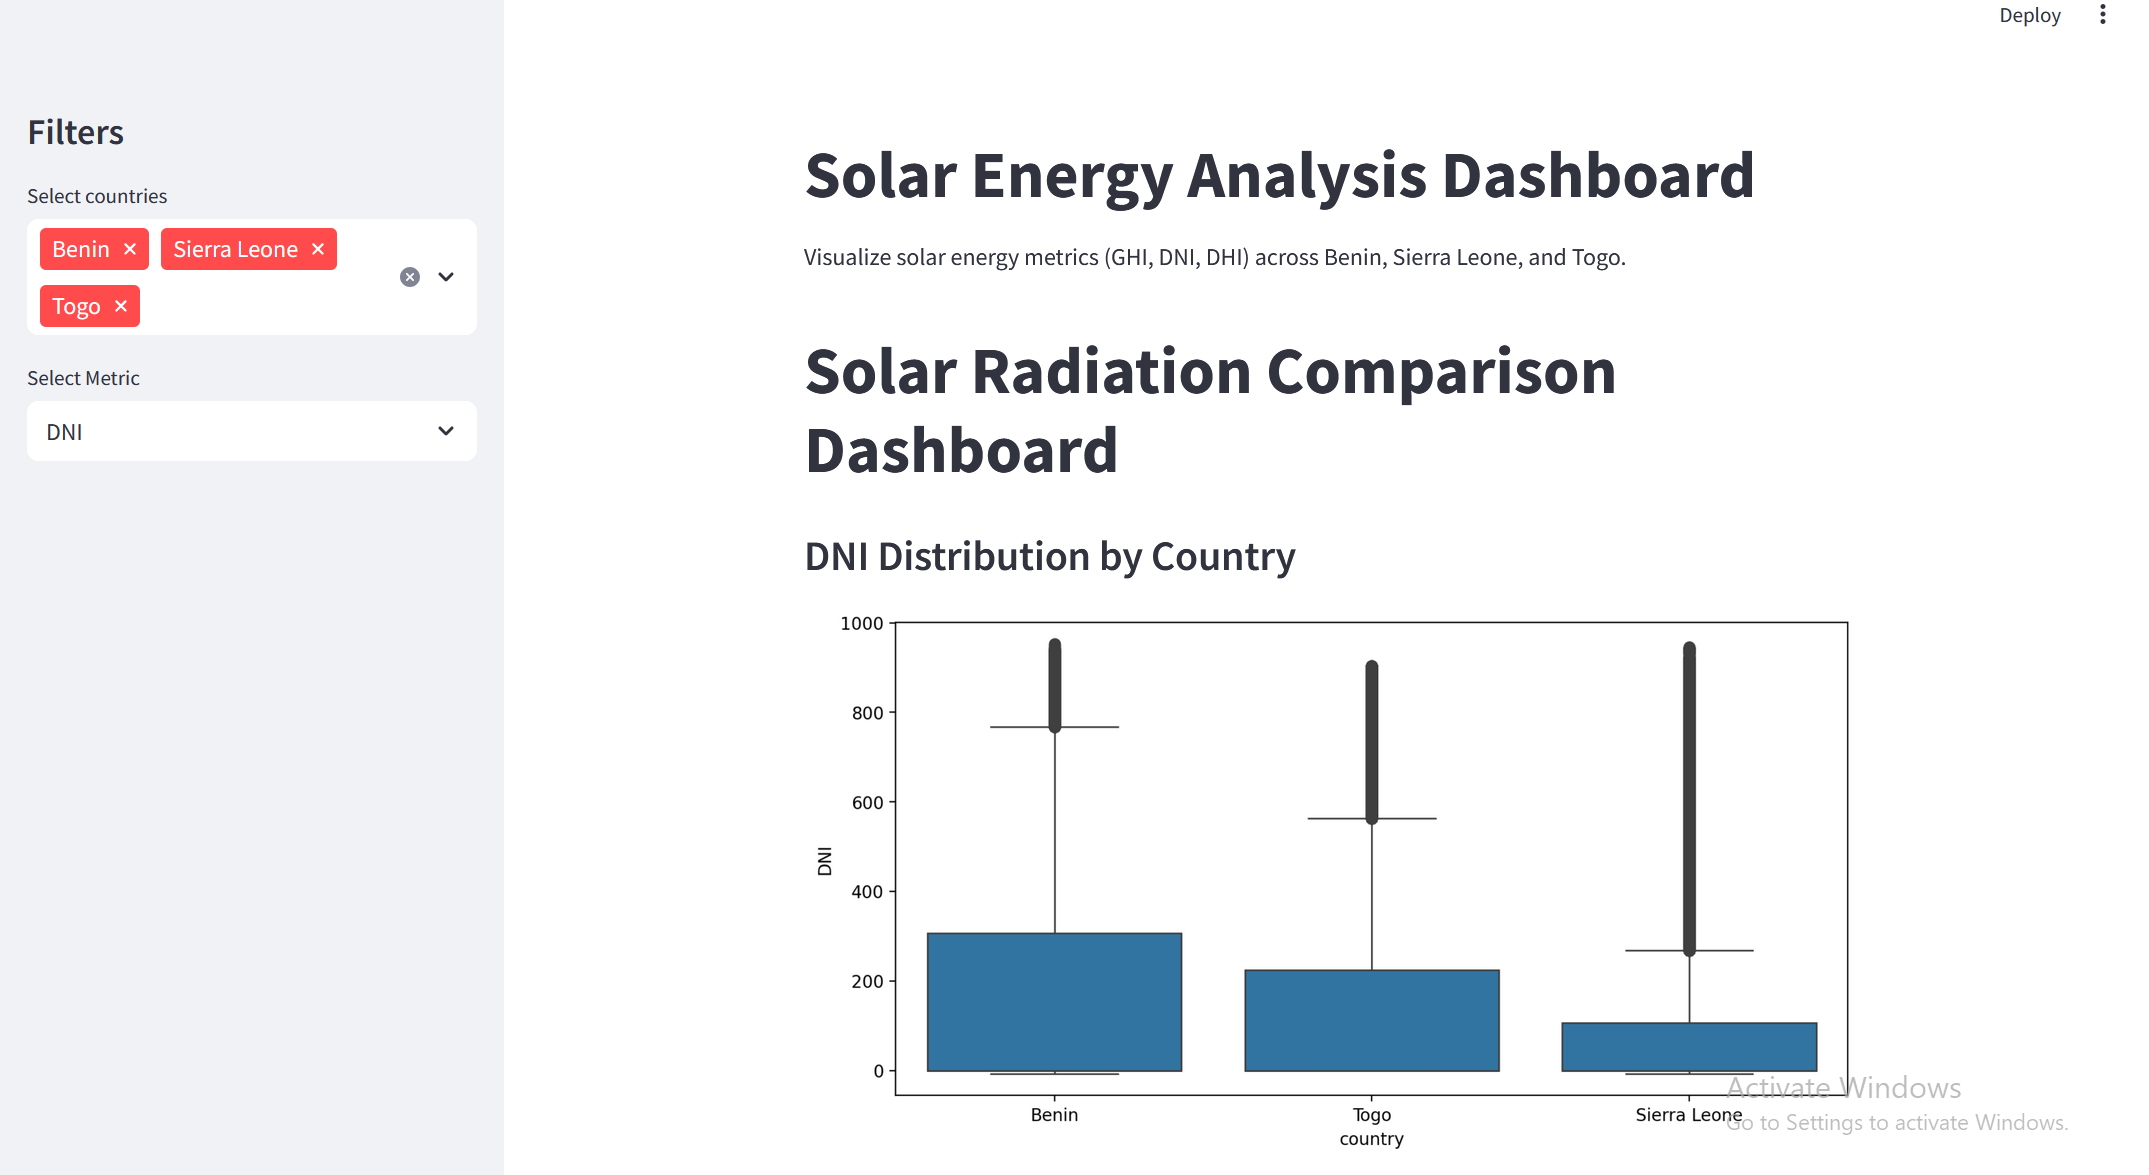 Deploy
Filters
Select countries
Benin
Sierra Leone
Togo
Select Metric
DNI
Solar Energy Analysis Dashboard
Visualize solar energy metrics (GHI, DNI, DHI) across Benin, Sierra Leone, and Togo.
Solar Radiation Comparison
Dashboard
DNI Distribution by Country
1000
800
600
400
200
0
DNI
Benin
Togo
Sierra Leone
country
Activate Windows
Go to Settings to activate Windows.